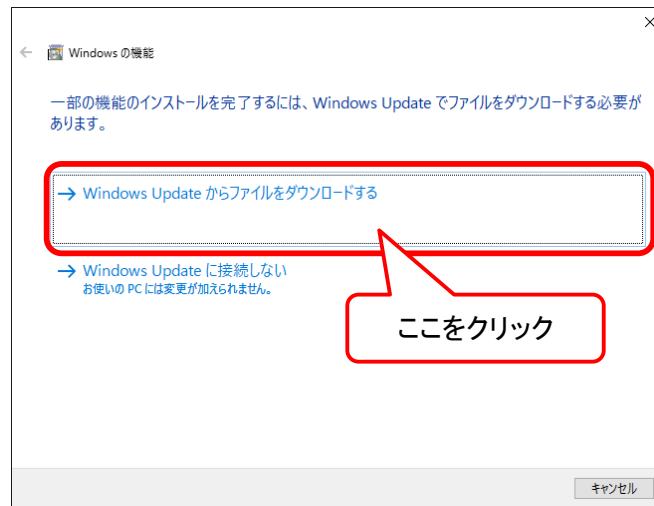 Windows の機能
一部の機能のインストールを完了するには、Windows Update でファイルをダウンロードする必要が
あります。
→ Windows Update からファイルをダウンロードする
→ Windows Update に接続しない
お使いの PC には変更が加えられません。
ここをクリック
キャンセル